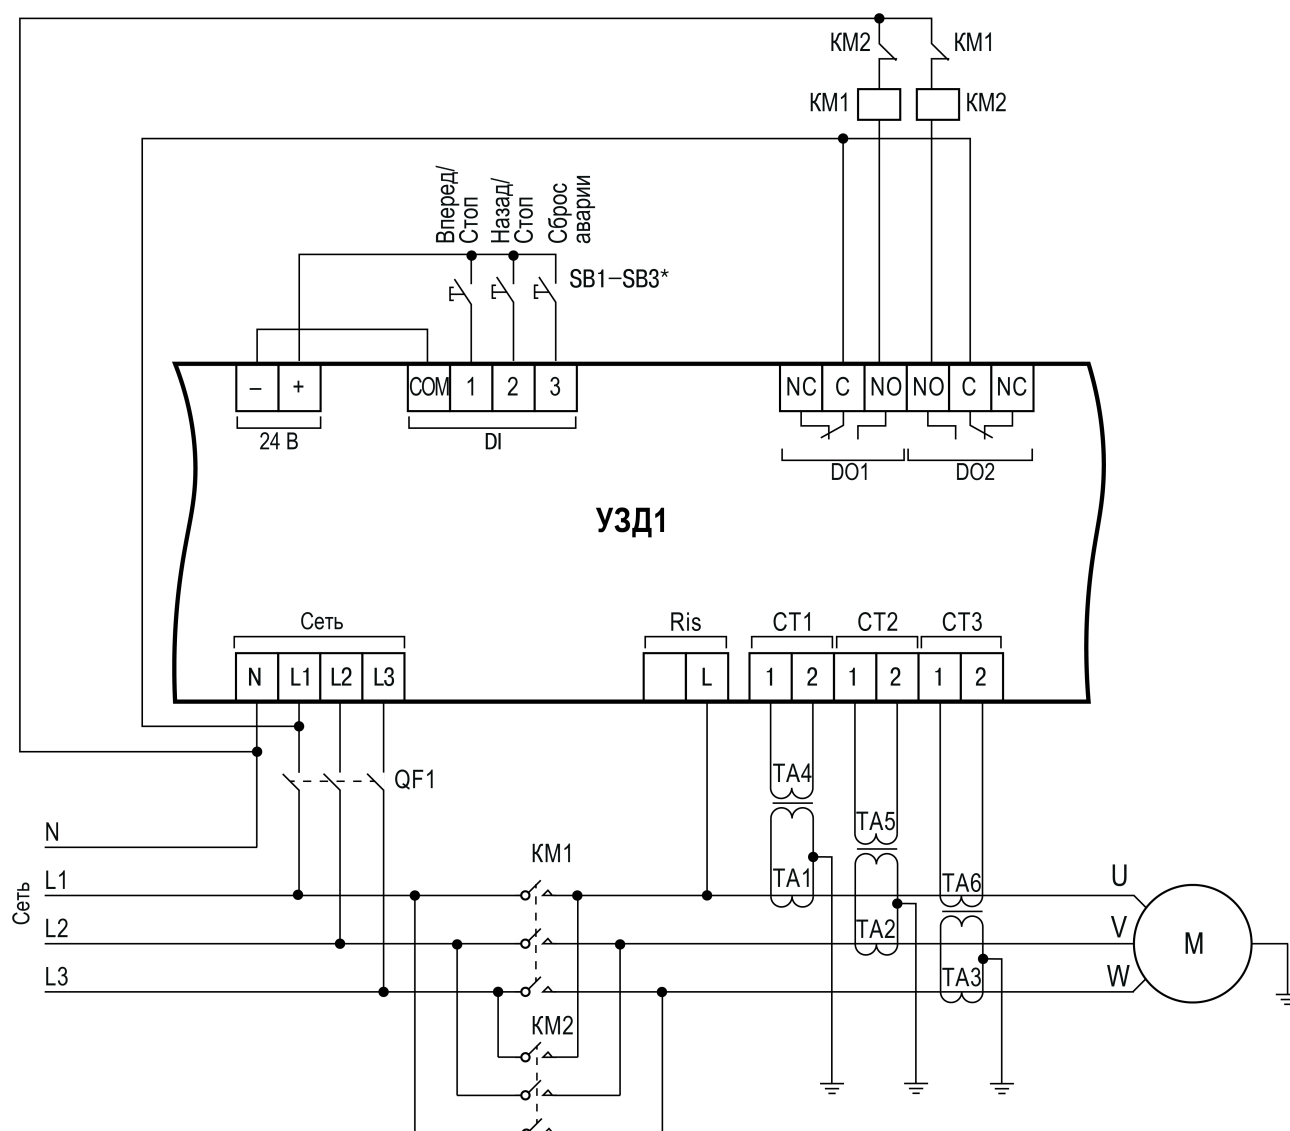 КМ2
КМ1
КМ1
КМ2
Вперед/
Стоп
Назад/
Стоп
Сброс
аварии
SB1–SB3*
– +
COM 1 2 3
NC C NO NO C NC
24 В
DI
DO1
DO2
УЗД1
Сеть
Ris
CT1
CT2
CT3
N L1 L2 L3
L
1 2 1 2 1 2
QF1
TA4
TA5
TA6
N
L1
L2
L3
Сеть
КМ1
КМ2
TA1
TA2
TA3
U
V
W
M